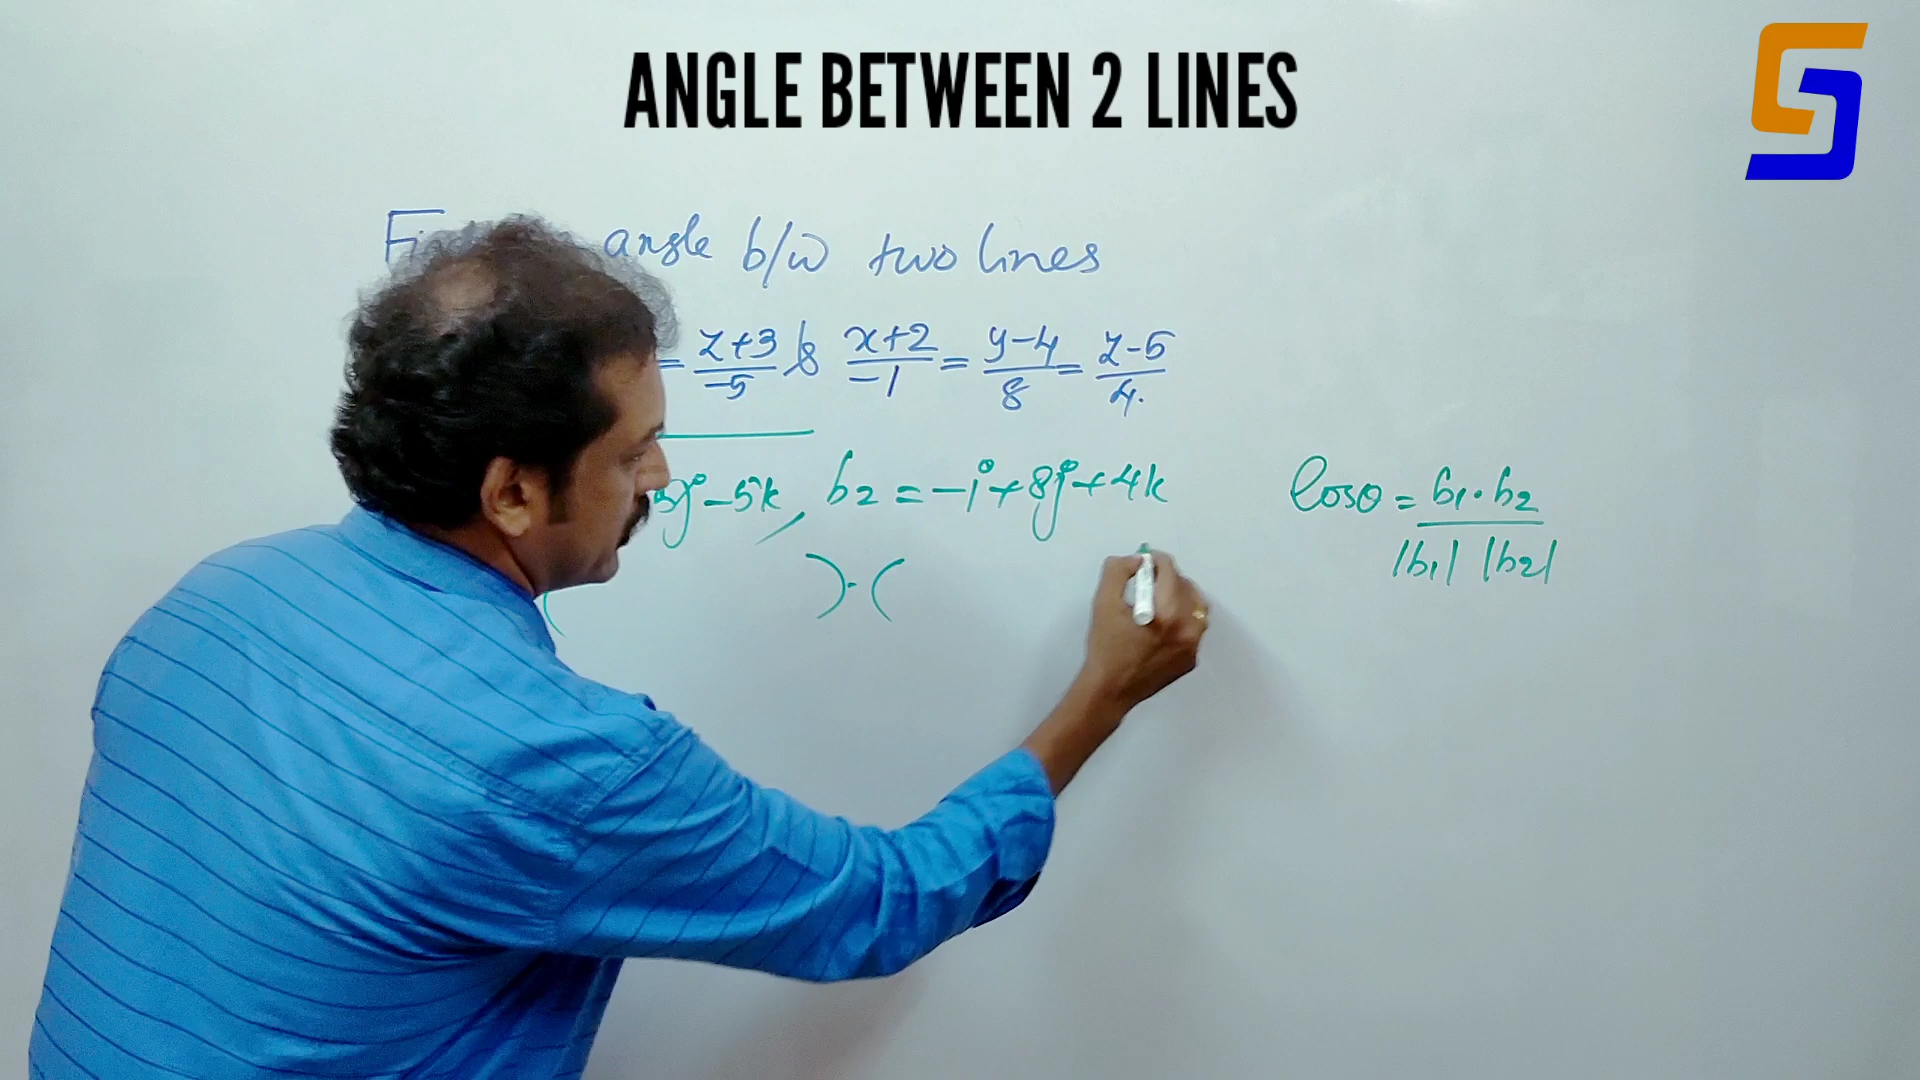 ANGLE BETWEEN 2 LINES
angle b/w two lines
= z+3/-5 & x+2/-1 = y-4/8 = z-5/4.
5j - 5k, b2 = -i + 8j + 4k
Cosθ = b1 . b2 / |b1| |b2|
) . (